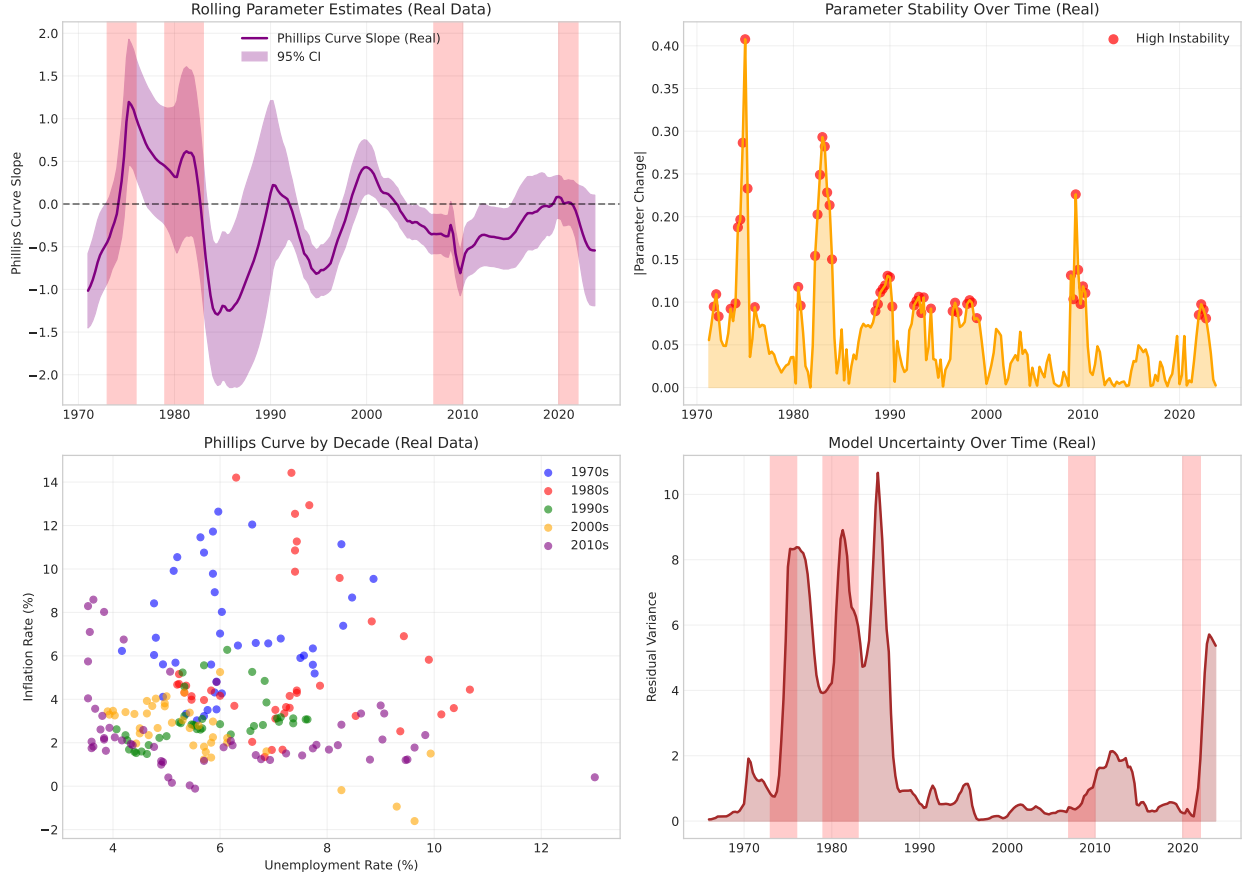 Rolling Parameter Estimates (Real Data)
Phillips Curve Slope
2.0
1.5
1.0
0.5
0.0
−0.5
−1.0
−1.5
−2.0
Phillips Curve Slope (Real)
95% CI
1970 1980 1990 2000 2010 2020
Parameter Stability Over Time (Real)
|Parameter Change|
0.40
0.35
0.30
0.25
0.20
0.15
0.10
0.05
0.00
High Instability
1970 1980 1990 2000 2010 2020
Phillips Curve by Decade (Real Data)
Inflation Rate (%)
14
12
10
8
6
4
2
0
−2
1970s
1980s
1990s
2000s
2010s
4 6 8 10 12
Unemployment Rate (%)
Model Uncertainty Over Time (Real)
Residual Variance
10
8
6
4
2
0
1970 1980 1990 2000 2010 2020